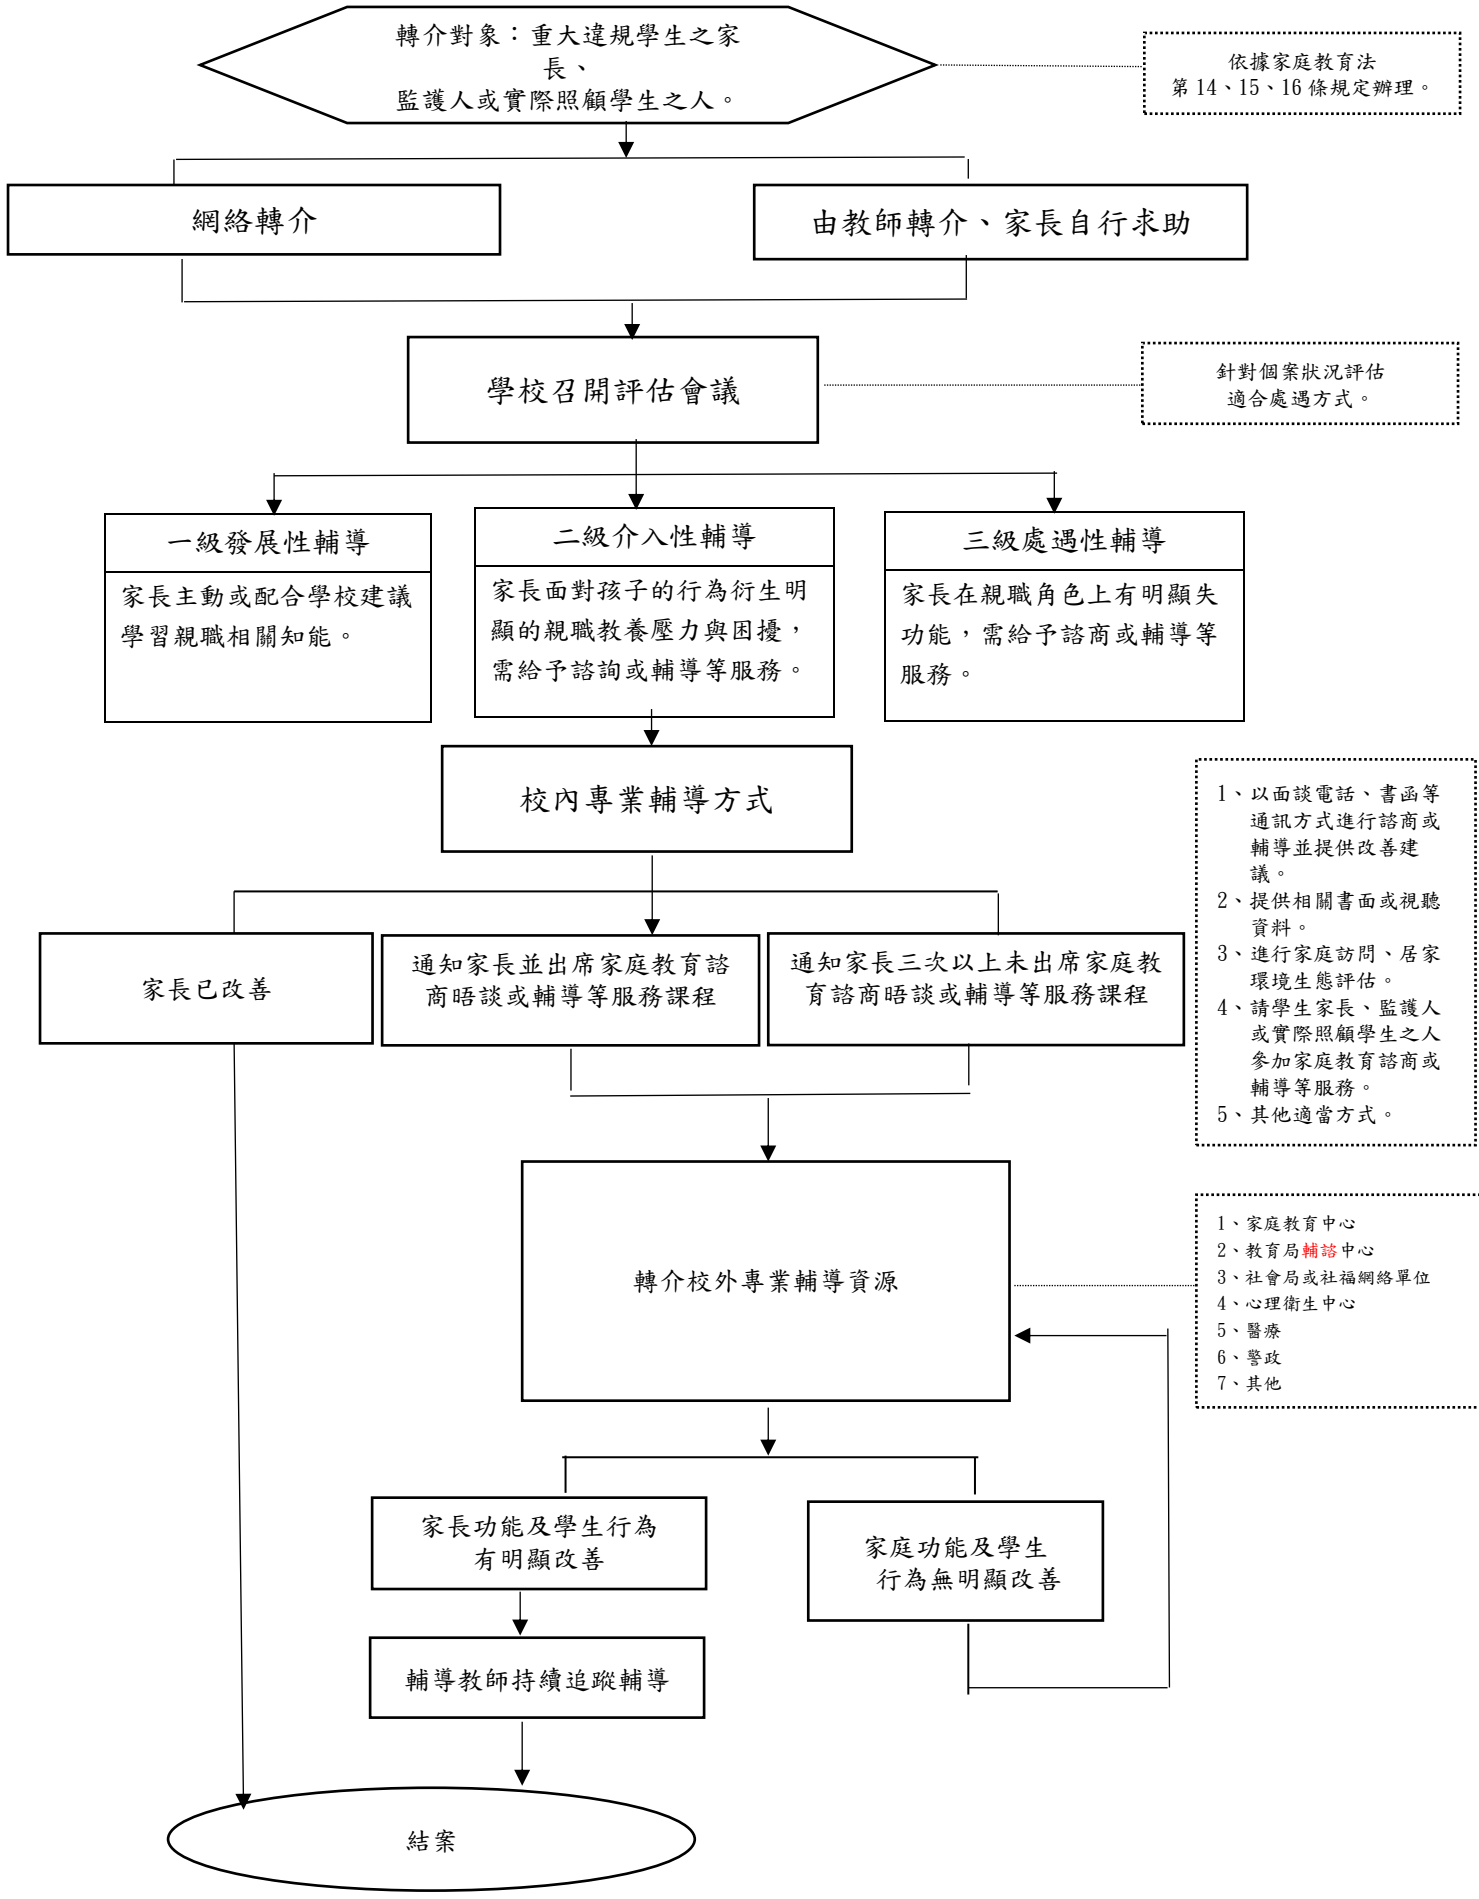 轉介對象：重大違規學生之家
長、
監護人或實際照顧學生之人。
依據家庭教育法
第 14、15、16 條規定辦理。
網絡轉介
由教師轉介、家長自行求助
學校召開評估會議
針對個案狀況評估
適合處遇方式。
一級發展性輔導
家長主動或配合學校建議
學習親職相關知能。
二級介入性輔導
家長面對孩子的行為衍生明
顯的親職教養壓力與困擾，
需給予諮詢或輔導等服務。
三級處遇性輔導
家長在親職角色上有明顯失
功能，需給予諮商或輔導等
服務。
校內專業輔導方式
1、以面談電話、書函等
通訊方式進行諮商或
輔導並提供改善建
議。
2、提供相關書面或視聽
資料。
3、進行家庭訪問、居家
環境生態評估。
4、請學生家長、監護人
或實際照顧學生之人
參加家庭教育諮商或
輔導等服務。
5、其他適當方式。
家長已改善
通知家長並出席家庭教育諮
商晤談或輔導等服務課程
通知家長三次以上未出席家庭教
育諮商晤談或輔導等服務課程
轉介校外專業輔導資源
1、家庭教育中心
2、教育局輔諮中心
3、社會局或社福網絡單位
4、心理衛生中心
5、醫療
6、警政
7、其他
家長功能及學生行為
有明顯改善
家庭功能及學生
行為無明顯改善
輔導教師持續追蹤輔導
結案